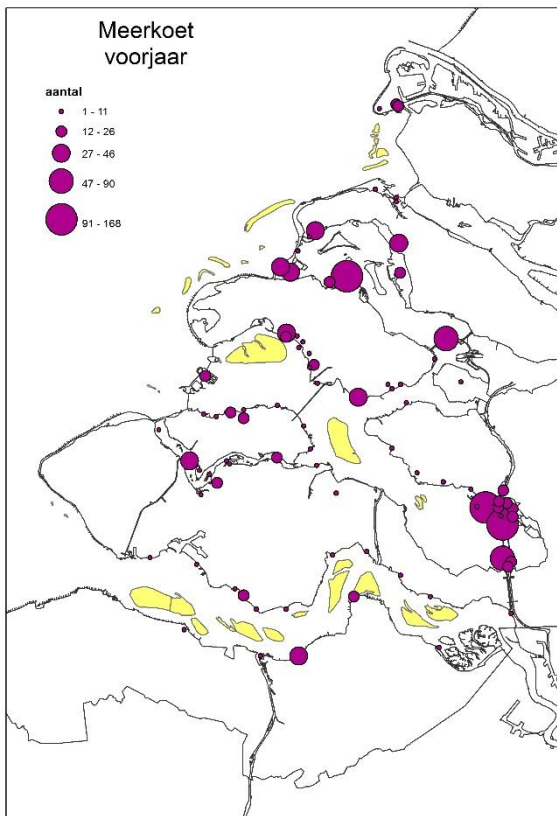 Meerkoet
voorjaar
aantal
1 - 11
12 - 26
27 - 46
47 - 90
91 - 168